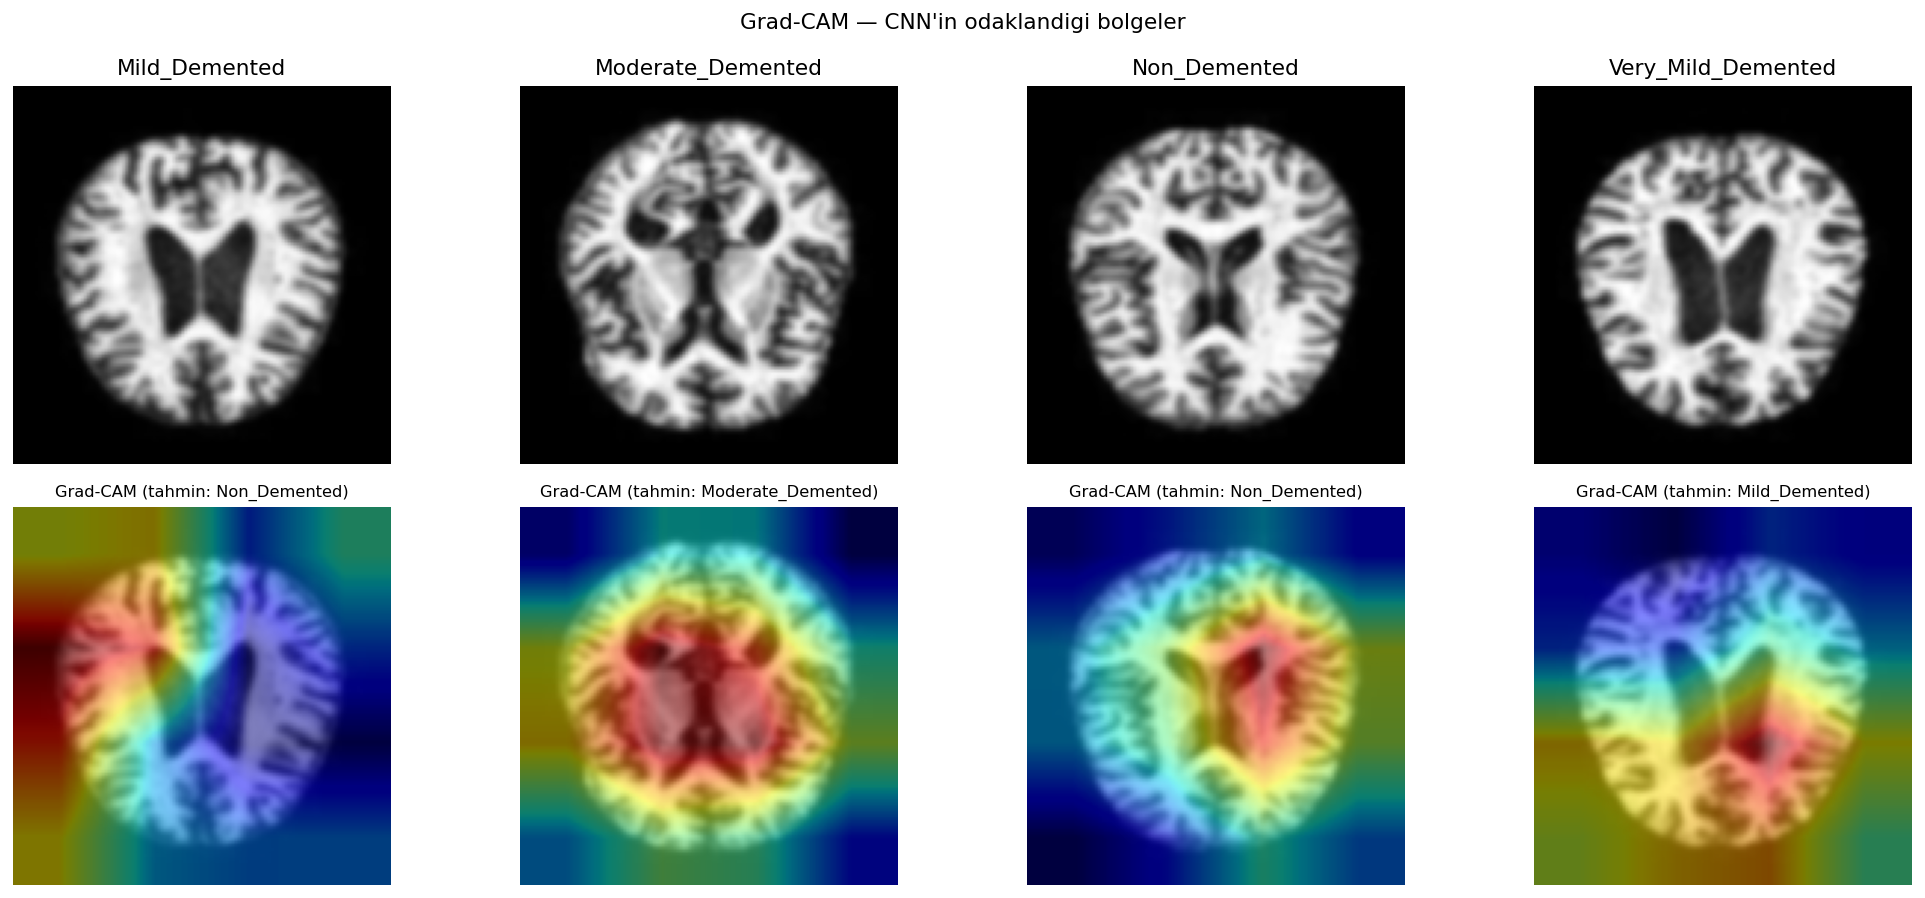 Grad-CAM — CNN'in odaklandigi bolgeler
Mild_Demented
Moderate_Demented
Non_Demented
Very_Mild_Demented
Grad-CAM (tahmin: Non_Demented)
Grad-CAM (tahmin: Moderate_Demented)
Grad-CAM (tahmin: Non_Demented)
Grad-CAM (tahmin: Mild_Demented)